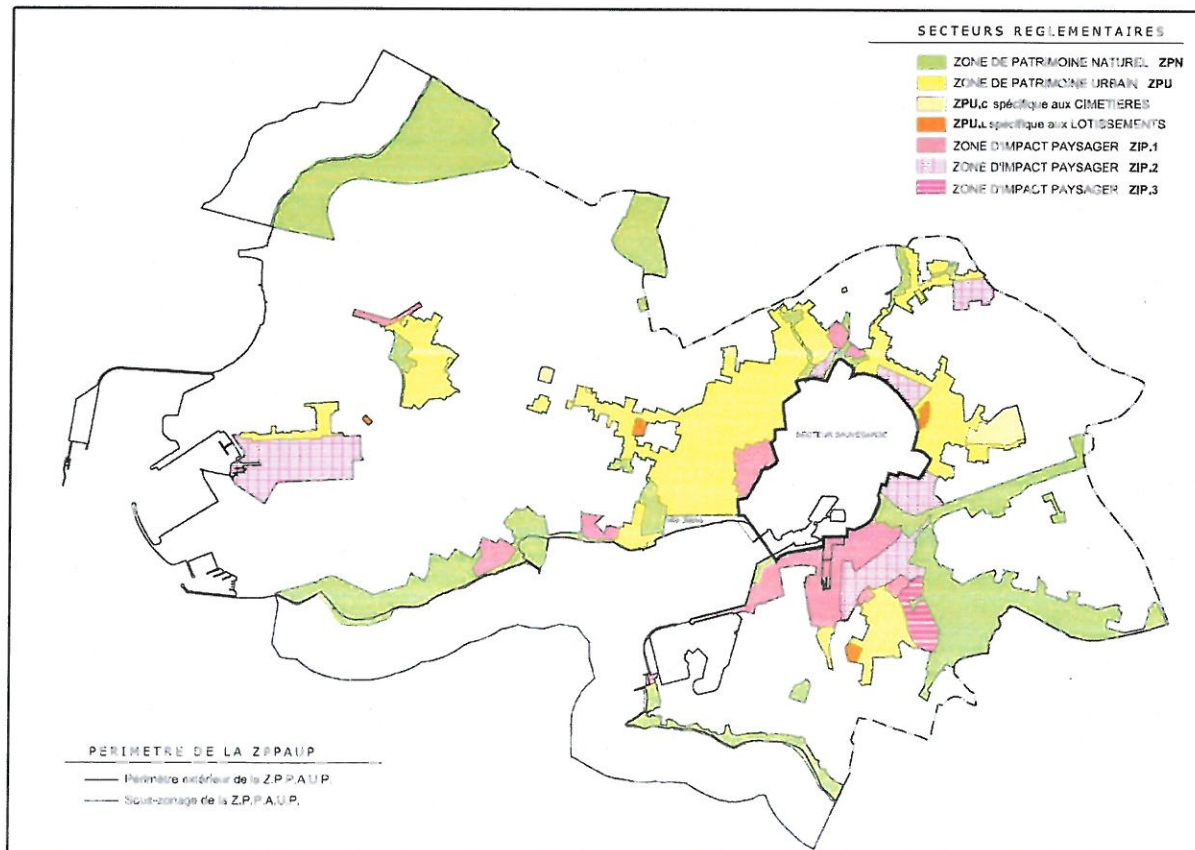 SECTEURS REGLEMENTAIRES
ZONE DE PATRIMOINE NATUREL ZPN
ZONE DE PATRIMOINE URBAIN ZPU
ZPU.c spécifique aux CIMETIERES
ZPU.L spécifique aux LOTISSEMENTS
ZONE D'IMPACT PAYSAGER ZIP.1
ZONE D'IMPACT PAYSAGER ZIP.2
ZONE D'IMPACT PAYSAGER ZIP.3
SECTEUR SAUVEGARDE
PERIMETRE DE LA ZPPAUP
Périmètre extérieur de la Z.P.P.A.U.P.
Sous-zonage de la Z.P.P.A.U.P.